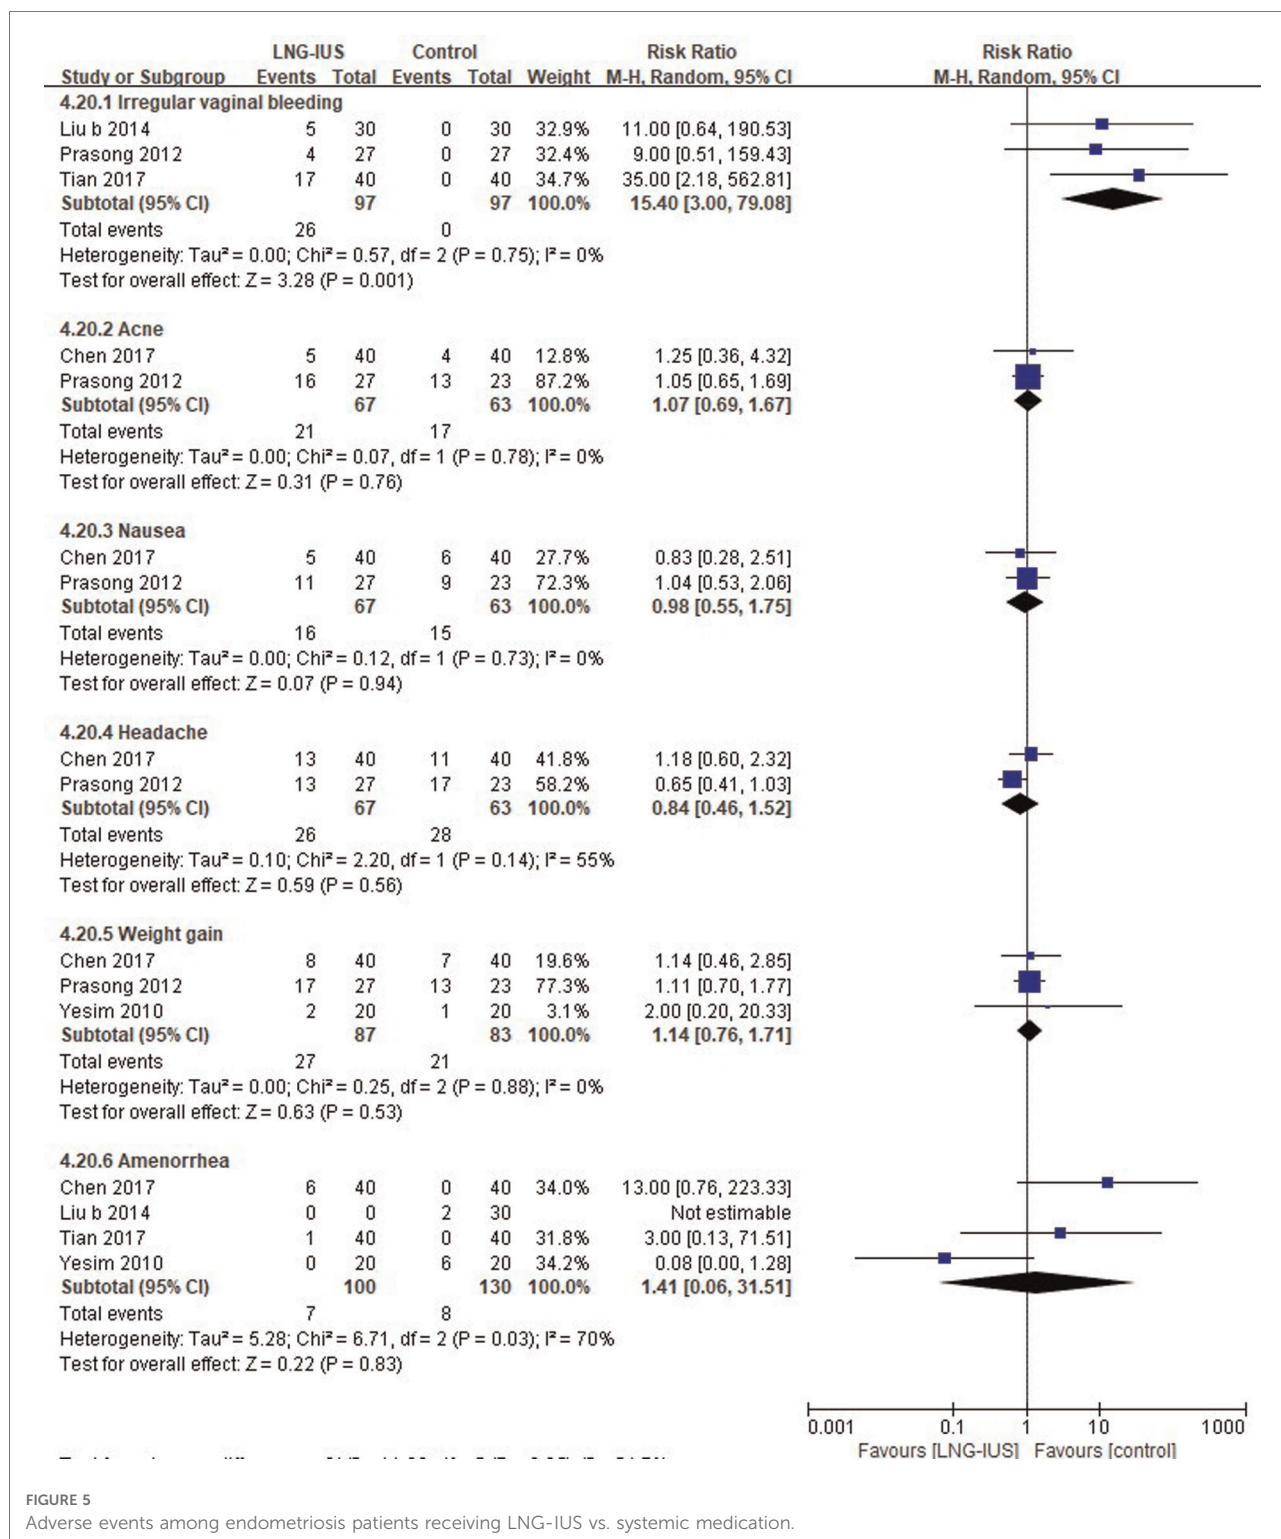 LNG-IUS Control Risk Ratio Risk Ratio
Study or Subgroup Events Total Events Total Weight M-H, Random, 95% CI M-H, Random, 95% CI
4.20.1 Irregular vaginal bleeding
Liu b 2014 5 30 0 30 32.9% 11.00 [0.64, 190.53]
Prasong 2012 4 27 0 27 32.4% 9.00 [0.51, 159.43]
Tian 2017 17 40 0 40 34.7% 35.00 [2.18, 562.81]
Subtotal (95% CI) 97 97 100.0% 15.40 [3.00, 79.08]
Total events 26 0
Heterogeneity: Tau² = 0.00; Chi² = 0.57, df = 2 (P = 0.75); I² = 0%
Test for overall effect: Z = 3.28 (P = 0.001)
4.20.2 Acne
Chen 2017 5 40 4 40 12.8% 1.25 [0.36, 4.32]
Prasong 2012 16 27 13 23 87.2% 1.05 [0.65, 1.69]
Subtotal (95% CI) 67 63 100.0% 1.07 [0.69, 1.67]
Total events 21 17
Heterogeneity: Tau² = 0.00; Chi² = 0.07, df = 1 (P = 0.78); I² = 0%
Test for overall effect: Z = 0.31 (P = 0.76)
4.20.3 Nausea
Chen 2017 5 40 6 40 27.7% 0.83 [0.28, 2.51]
Prasong 2012 11 27 9 23 72.3% 1.04 [0.53, 2.06]
Subtotal (95% CI) 67 63 100.0% 0.98 [0.55, 1.75]
Total events 16 15
Heterogeneity: Tau² = 0.00; Chi² = 0.12, df = 1 (P = 0.73); I² = 0%
Test for overall effect: Z = 0.07 (P = 0.94)
4.20.4 Headache
Chen 2017 13 40 11 40 41.8% 1.18 [0.60, 2.32]
Prasong 2012 13 27 17 23 58.2% 0.65 [0.41, 1.03]
Subtotal (95% CI) 67 63 100.0% 0.84 [0.46, 1.52]
Total events 26 28
Heterogeneity: Tau² = 0.10; Chi² = 2.20, df = 1 (P = 0.14); I² = 55%
Test for overall effect: Z = 0.59 (P = 0.56)
4.20.5 Weight gain
Chen 2017 8 40 7 40 19.6% 1.14 [0.46, 2.85]
Prasong 2012 17 27 13 23 77.3% 1.11 [0.70, 1.77]
Yesim 2010 2 20 1 20 3.1% 2.00 [0.20, 20.33]
Subtotal (95% CI) 87 83 100.0% 1.14 [0.76, 1.71]
Total events 27 21
Heterogeneity: Tau² = 0.00; Chi² = 0.25, df = 2 (P = 0.88); I² = 0%
Test for overall effect: Z = 0.63 (P = 0.53)
4.20.6 Amenorrhea
Chen 2017 6 40 0 40 34.0% 13.00 [0.76, 223.33]
Liu b 2014 0 0 2 30 Not estimable
Tian 2017 1 40 0 40 31.8% 3.00 [0.13, 71.51]
Yesim 2010 0 20 6 20 34.2% 0.08 [0.00, 1.28]
Subtotal (95% CI) 100 130 100.0% 1.41 [0.06, 31.51]
Total events 7 8
Heterogeneity: Tau² = 5.28; Chi² = 6.71, df = 2 (P = 0.03); I² = 70%
Test for overall effect: Z = 0.22 (P = 0.83)
0.001 0.1 1 10 1000
Favours [LNG-IUS] Favours [control]
FIGURE 5
Adverse events among endometriosis patients receiving LNG-IUS vs. systemic medication.